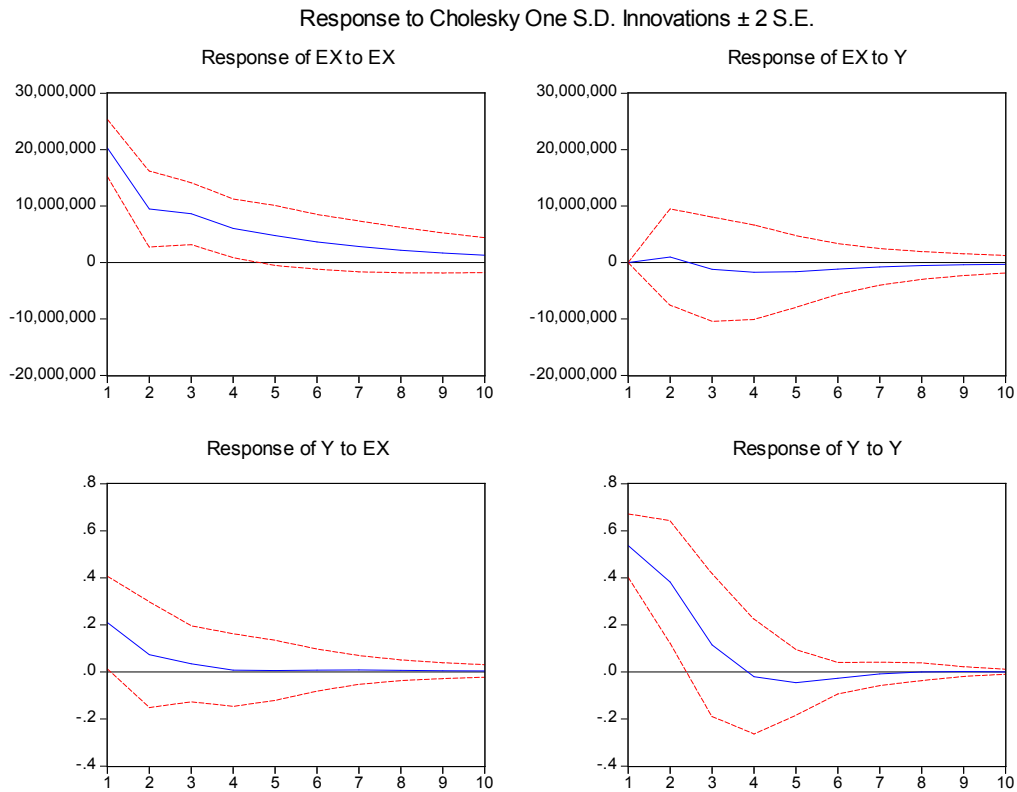 Response to Cholesky One S.D. Innovations ± 2 S.E.
Response of EX to EX
30,000,000
20,000,000
10,000,000
0
-10,000,000
-20,000,000
1 2 3 4 5 6 7 8 9 10
Response of EX to Y
30,000,000
20,000,000
10,000,000
0
-10,000,000
-20,000,000
1 2 3 4 5 6 7 8 9 10
Response of Y to EX
.8
.6
.4
.2
.0
-.2
-.4
1 2 3 4 5 6 7 8 9 10
Response of Y to Y
.8
.6
.4
.2
.0
-.2
-.4
1 2 3 4 5 6 7 8 9 10